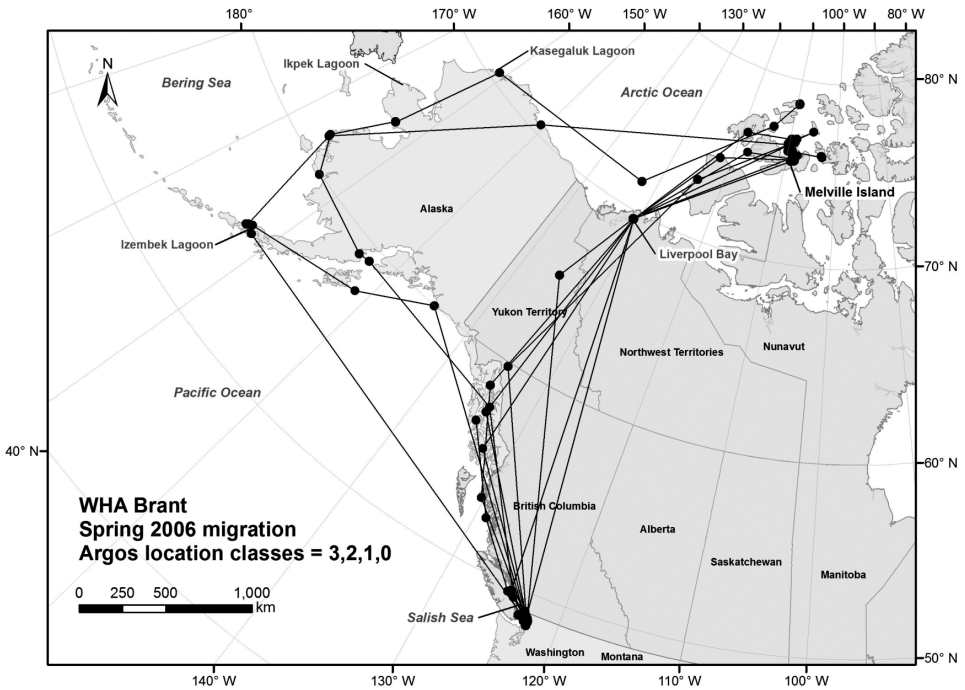 180° 170° W 160° W 150° W 140° W 130° W 120° W 110° W 100° W 90° W 80° W
N
Bering Sea
Ikpek Lagoon
Kasegaluk Lagoon
Arctic Ocean
80° N
Melville Island
Alaska
Izembek Lagoon
Liverpool Bay
70° N
Yukon Territory
Northwest Territories
Nunavut
Pacific Ocean
40° N
60° N
WHA Brant
Spring 2006 migration
Argos location classes = 3,2,1,0
British Columbia
Alberta
Saskatchewan
Manitoba
0 250 500 1,000
km
Salish Sea
Washington
Montana
50° N
140° W 130° W 120° W 110° W 100° W